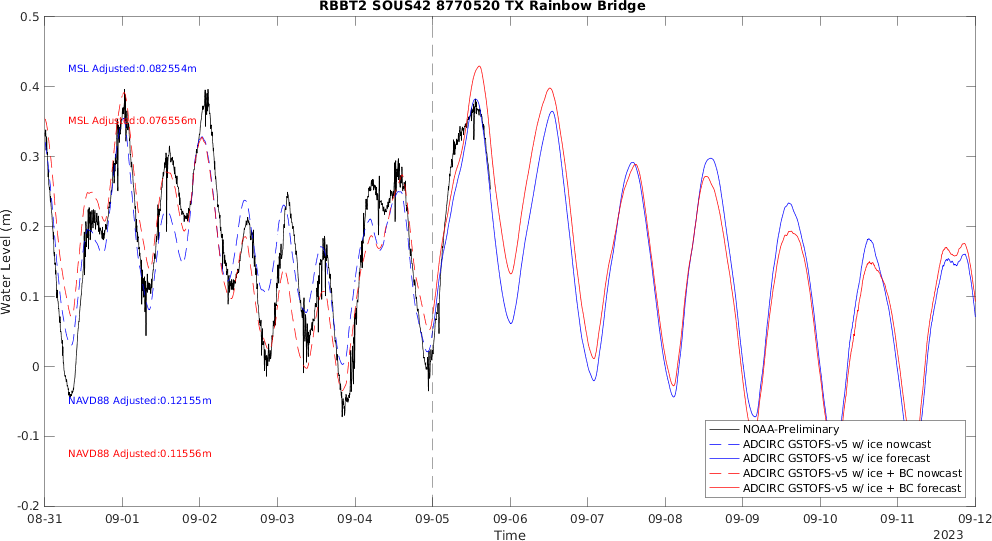 RBBT2 SOUS42 8770520 TX Rainbow Bridge
0.5
0.4
0.3
0.2
0.1
0
-0.1
-0.2
Water Level (m)
MSL Adjusted:0.082554m
MSL Adjusted:0.076556m
NAVD88 Adjusted:0.12155m
NAVD88 Adjusted:0.11556m
NOAA-Preliminary
ADCIRC GSTOFS-v5 w/ ice nowcast
ADCIRC GSTOFS-v5 w/ ice forecast
ADCIRC GSTOFS-v5 w/ ice + BC nowcast
ADCIRC GSTOFS-v5 w/ ice + BC forecast
08-31 09-01 09-02 09-03 09-04 09-05 09-06 09-07 09-08 09-09 09-10 09-11 09-12
Time
2023